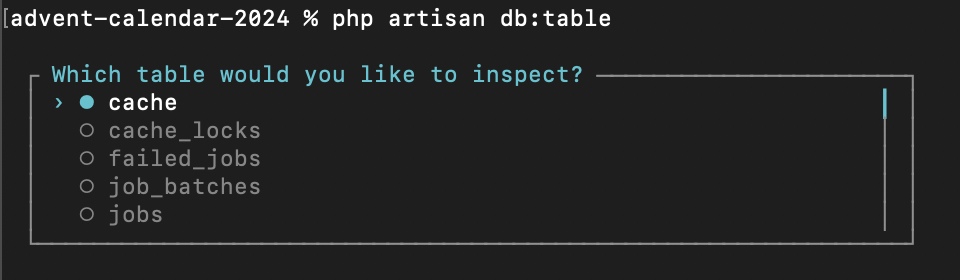 [advent-calendar-2024 % php artisan db:table
Which table would you like to inspect?
› ● cache
○ cache_locks
○ failed_jobs
○ job_batches
○ jobs